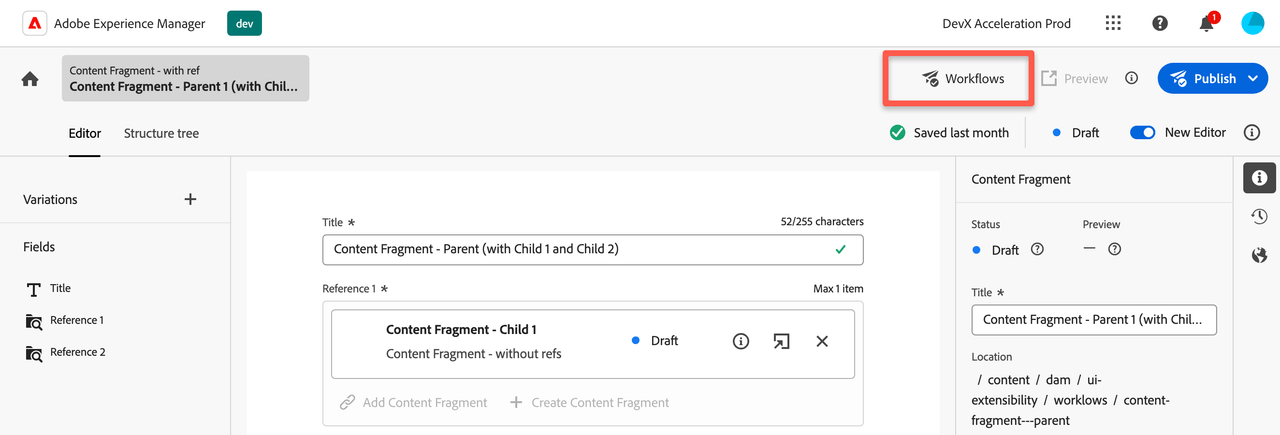 Adobe Experience Manager
dev
DevX Acceleration Prod
1
Content Fragment - with ref
Content Fragment - Parent 1 (with Chil...
Workflows
Preview
Publish
Editor
Structure tree
Saved last month
Draft
New Editor
Variations
Fields
Title
Reference 1
Reference 2
Title *
52/255 characters
Content Fragment - Parent (with Child 1 and Child 2)
Reference 1 *
Max 1 item
Content Fragment - Child 1
Content Fragment - without refs
Draft
Add Content Fragment
Create Content Fragment
Content Fragment
Status
Preview
Draft
—
Title *
Content Fragment - Parent 1 (with Chil...
Location
/ content / dam / ui-
extensibility / worklows / content-
fragment---parent